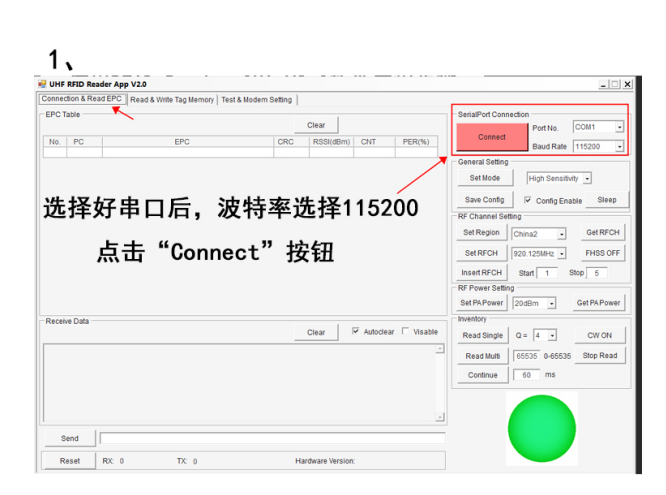 1、
UHF RFID Reader App V2.0
Connection & Read EPC Read & Write Tag Memory Test & Modem Setting
EPC Table
Clear
No. PC EPC CRC RSSI(dBm) CNT PER(%)
选择好串口后，波特率选择115200
点击“Connect”按钮
SerialPort Connection
Connect
Port No. COM1
Baud Rate 115200
General Setting
Set Mode High Sensitivity
Save Config Config Enable Sleep
RF Channel Setting
Set Region China2 Get RFCH
Set RFCH 920.125MHz FHSS OFF
Insert RFCH Start 1 Stop 5
RF Power Setting
Set PA Power 20dBm Get PA Power
Inventory
Read Single Q = 4 CW ON
Read Multi 65535 0-65535 Stop Read
Continue 60 ms
Receive Data
Clear Autoclear Visable
Send
Reset RX: 0 TX: 0 Hardware Version: